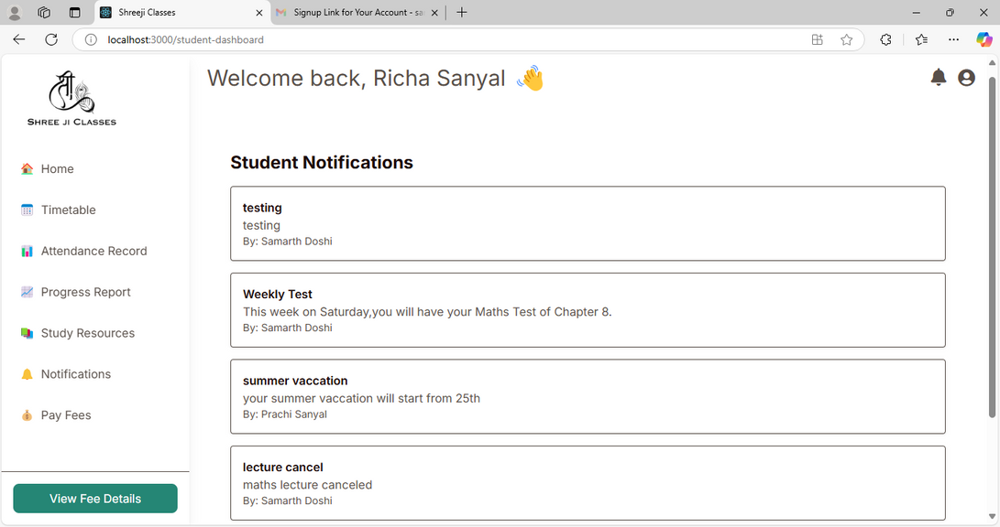 Shreeji Classes
Signup Link for Your Account - sa
localhost:3000/student-dashboard
श्री
SHREE JI CLASSES
Welcome back, Richa Sanyal
Home
Timetable
Attendance Record
Progress Report
Study Resources
Notifications
Pay Fees
View Fee Details
Student Notifications
testing
testing
By: Samarth Doshi
Weekly Test
This week on Saturday,you will have your Maths Test of Chapter 8.
By: Samarth Doshi
summer vaccation
your summer vaccation will start from 25th
By: Prachi Sanyal
lecture cancel
maths lecture canceled
By: Samarth Doshi